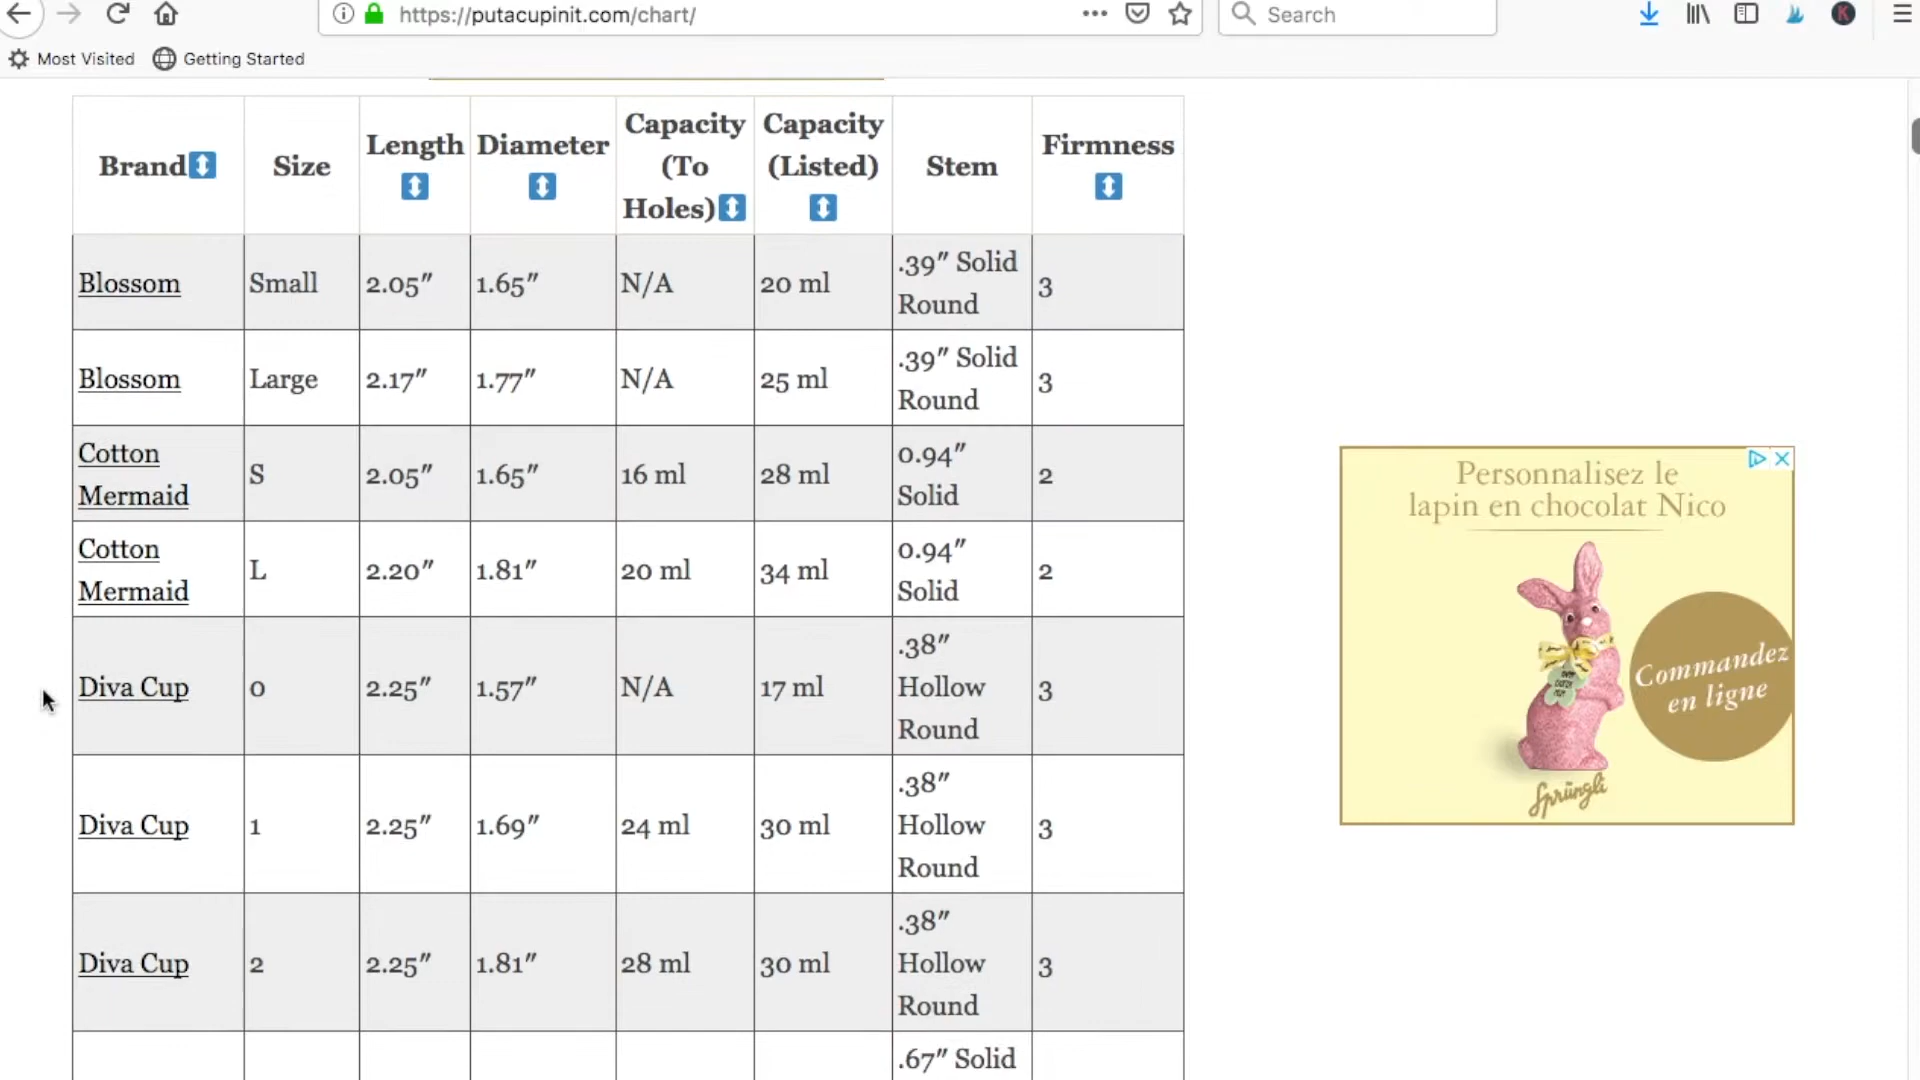 https://putacupinit.com/chart/
Search
Most Visited
Getting Started
Brand
Size
Length
Diameter
Capacity
(To
Holes)
Capacity
(Listed)
Stem
Firmness
Blossom
Small
2.05″
1.65″
N/A
20 ml
.39″ Solid
Round
3
Blossom
Large
2.17″
1.77″
N/A
25 ml
.39″ Solid
Round
3
Cotton
Mermaid
S
2.05″
1.65″
16 ml
28 ml
0.94″
Solid
2
Cotton
Mermaid
L
2.20″
1.81″
20 ml
34 ml
0.94″
Solid
2
Diva Cup
0
2.25″
1.57″
N/A
17 ml
.38″
Hollow
Round
3
Diva Cup
1
2.25″
1.69″
24 ml
30 ml
.38″
Hollow
Round
3
Diva Cup
2
2.25″
1.81″
28 ml
30 ml
.38″
Hollow
Round
3
.67″ Solid
Personnalisez le
lapin en chocolat Nico
Commandez
en ligne
Sprüngli
K